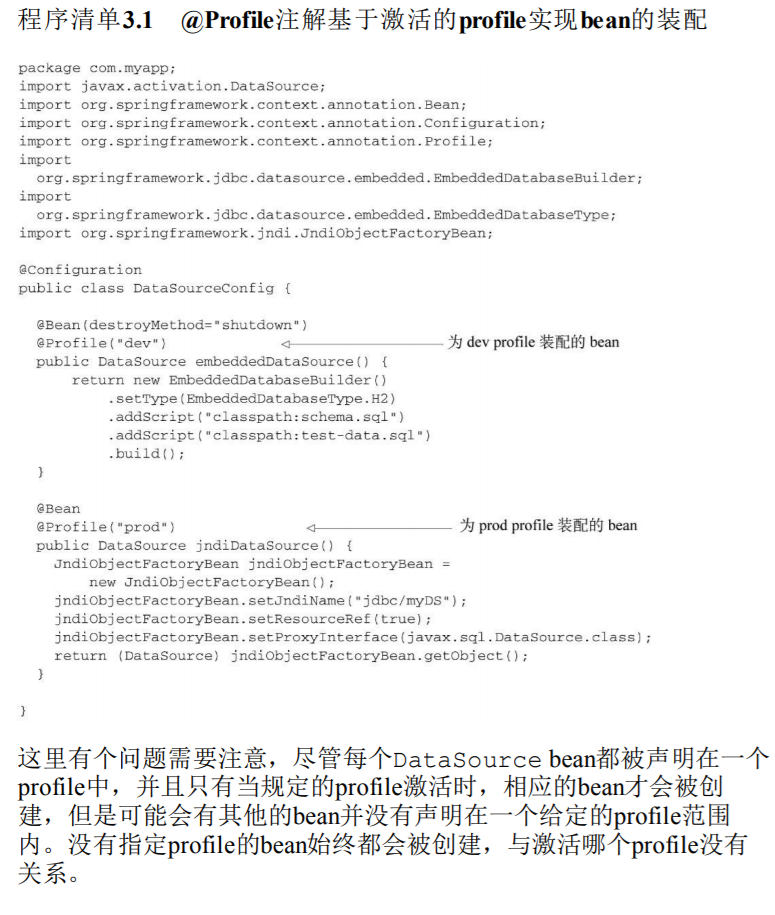 程序清单3.1 @Profile注解基于激活的profile实现bean的装配
package com.myapp;
import javax.activation.DataSource;
import org.springframework.context.annotation.Bean;
import org.springframework.context.annotation.Configuration;
import org.springframework.context.annotation.Profile;
import
  org.springframework.jdbc.datasource.embedded.EmbeddedDatabaseBuilder;
import
  org.springframework.jdbc.datasource.embedded.EmbeddedDatabaseType;
import org.springframework.jndi.JndiObjectFactoryBean;
@Configuration
public class DataSourceConfig {
  @Bean(destroyMethod="shutdown")
  @Profile("dev") 为 dev profile 装配的 bean
  public DataSource embeddedDataSource() {
      return new EmbeddedDatabaseBuilder()
          .setType(EmbeddedDatabaseType.H2)
          .addScript("classpath:schema.sql")
          .addScript("classpath:test-data.sql")
          .build();
  }
  @Bean
  @Profile("prod") 为 prod profile 装配的 bean
  public DataSource jndiDataSource() {
    JndiObjectFactoryBean jndiObjectFactoryBean =
        new JndiObjectFactoryBean();
    jndiObjectFactoryBean.setJndiName("jdbc/myDS");
    jndiObjectFactoryBean.setResourceRef(true);
    jndiObjectFactoryBean.setProxyInterface(javax.sql.DataSource.class);
    return (DataSource) jndiObjectFactoryBean.getObject();
  }
}
这里有个问题需要注意，尽管每个DataSource bean都被声明在一个
profile中，并且只有当规定的profile激活时，相应的bean才会被创
建，但是可能会有其他的bean并没有声明在一个给定的profile范围
内。没有指定profile的bean始终都会被创建，与激活哪个profile没有
关系。